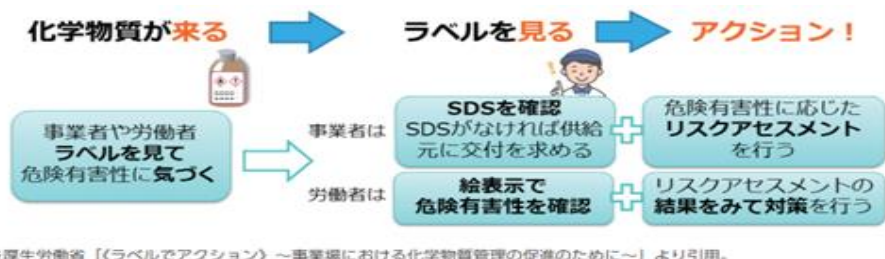 化学物質が来る
ラベルを見る
アクション！
事業者や労働者
ラベルを見て
危険有害性に気づく
事業者は
SDSを確認
SDSがなければ供給
元に交付を求める
危険有害性に応じた
リスクアセスメント
を行う
労働者は
絵表示で
危険有害性を確認
リスクアセスメントの
結果をみて対策を行う
厚生労働省「《ラベルでアクション》～事業場における化学物質管理の促進のために～」より引用。